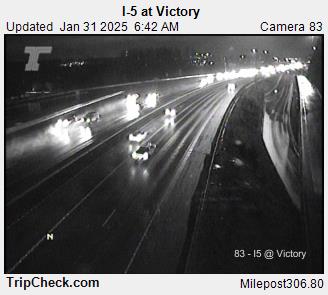 I-5 at Victory
Updated Jan 31 2025 6:42 AM Camera 83
T
N
83 - I5 @ Victory
TripCheck.com Milepost306.80